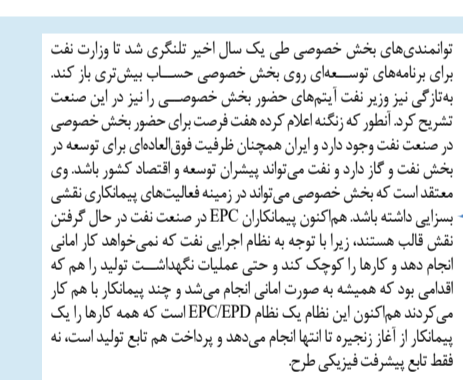 توانمندی‌های بخش خصوصی طی یک سال اخیر تلنگری شد تا وزارت نفت
برای برنامه‌های توسعه‌ای روی بخش خصوصی حساب بیش‌تری باز کند.
به‌تازگی نیز وزیر نفت آیتم‌های حضور بخش خصوصی را نیز در این صنعت
تشریح کرد. آنطور که زنگنه اعلام کرده هفت فرصت برای حضور بخش خصوصی
در صنعت نفت وجود دارد و ایران همچنان ظرفیت فوق‌العاده‌ای برای توسعه در
بخش نفت و گاز دارد و نفت می‌تواند پیشران توسعه و اقتصاد کشور باشد. وی
معتقد است که بخش خصوصی می‌تواند در زمینه فعالیت‌های پیمانکاری نقشی
بسزایی داشته باشد. هم‌اکنون پیمانکاران EPC در صنعت نفت در حال گرفتن
نقش قالب هستند، زیرا با توجه به نظام اجرایی نفت که نمی‌خواهد کار امانی
انجام دهد و کارها را کوچک کند و حتی عملیات نگهداشت تولید را هم که
اقدامی بود که همیشه به صورت امانی انجام می‌شد و چند پیمانکار با هم کار
می‌کردند هم‌اکنون این نظام یک نظام EPC/EPD است که همه کارها را یک
پیمانکار از آغاز زنجیره تا انتها انجام می‌دهد و پرداخت هم تابع تولید است، نه
فقط تابع پیشرفت فیزیکی طرح.